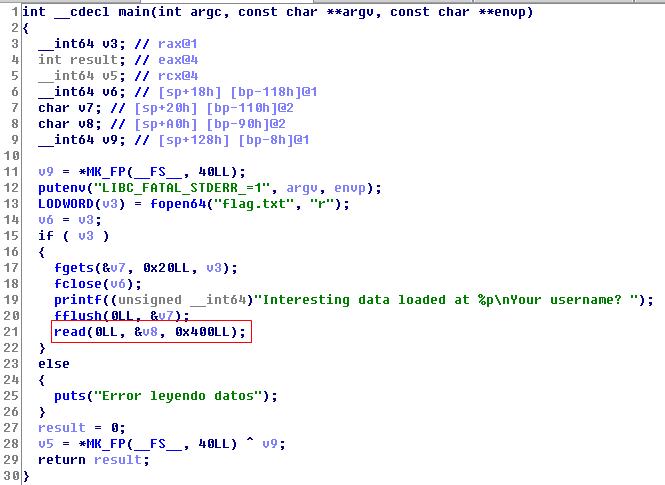 1 int __cdecl main(int argc, const char **argv, const char **envp)
2 {
3 __int64 v3; // rax@1
4 int result; // eax@4
5 __int64 v5; // rcx@4
6 __int64 v6; // [sp+18h] [bp-118h]@1
7 char v7; // [sp+20h] [bp-110h]@2
8 char v8; // [sp+A0h] [bp-90h]@2
9 __int64 v9; // [sp+128h] [bp-8h]@1
10
11 v9 = *MK_FP(__FS__, 40LL);
12 putenv("LIBC_FATAL_STDERR_=1", argv, envp);
13 LODWORD(v3) = fopen64("flag.txt", "r");
14 v6 = v3;
15 if ( v3 )
16 {
17 fgets(&v7, 0x20LL, v3);
18 fclose(v6);
19 printf((unsigned __int64)"Interesting data loaded at %p\nYour username? ");
20 fflush(0LL, &v7);
21 read(0LL, &v8, 0x400LL);
22 }
23 else
24 {
25 puts("Error leyendo datos");
26 }
27 result = 0;
28 v5 = *MK_FP(__FS__, 40LL) ^ v9;
29 return result;
30 }